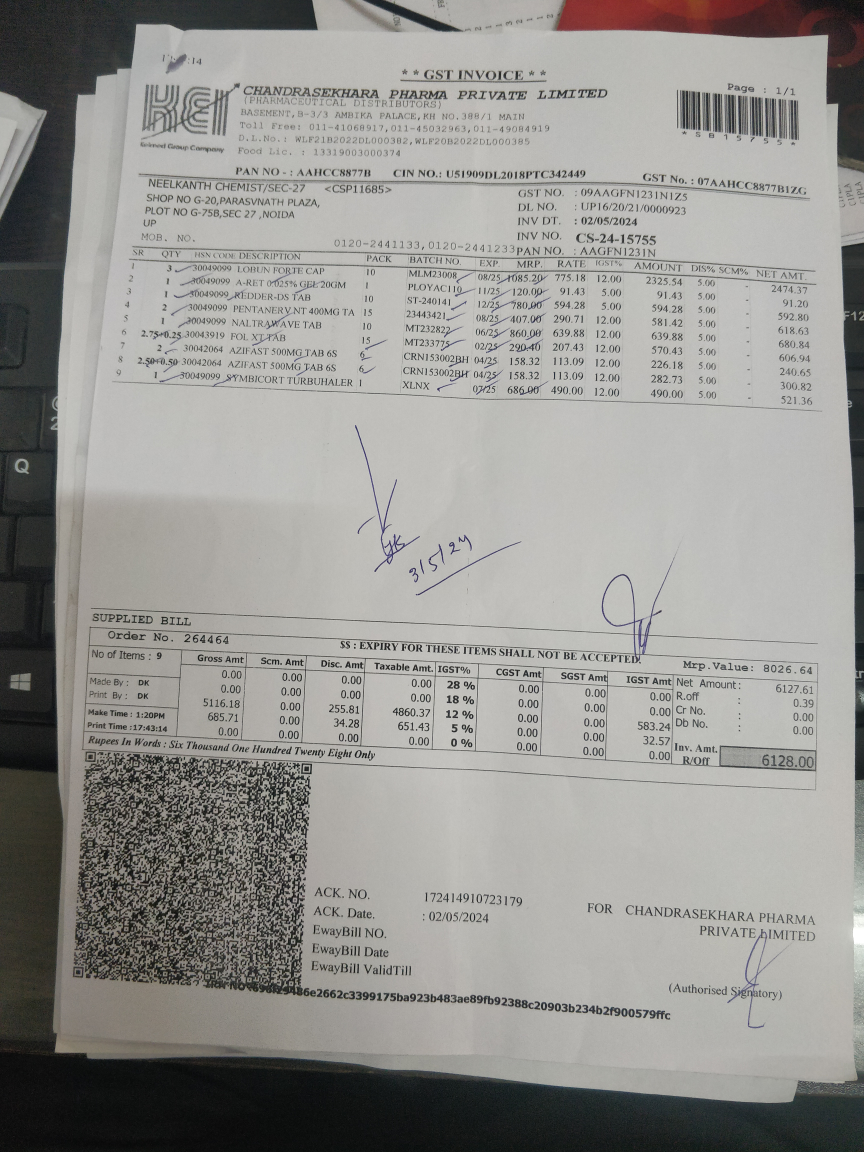 ** GST INVOICE **
Page : 1/1
KEI
Keimed Group Company
CHANDRASEKHARA PHARMA PRIVATE LIMITED
(PHARMACEUTICAL DISTRIBUTORS)
BASEMENT,B-3/3 AMBIKA PALACE,KH NO.388/1 MAIN
Toll Free: 011-41068917,011-45032963,011-49084919
D.L.No.: WLF21B2022DL000382,WLF20B2022DL000385
Food Lic. : 13319003000374
*SB15755*
PAN NO - : AAHCC8877B CIN NO.: U51909DL2018PTC342449 GST No. : 07AAHCC8877B1ZG
NEELKANTH CHEMIST/SEC-27 <CSP11685>
SHOP NO G-20,PARASVNATH PLAZA,
PLOT NO G-75B,SEC 27 ,NOIDA
UP
MOB. NO. 0120-2441133,0120-2441233
GST NO. : 09AAGFN1231N1Z5
DL NO. : UP16/20/21/0000923
INV DT. : 02/05/2024
INV NO. CS-24-15755
PAN NO. : AAGFN1231N
SR QTY HSN CODE DESCRIPTION PACK BATCH NO. EXP. MRP. RATE IGST% AMOUNT DIS% SCM% NET AMT.
1 3 30049099 LOBUN FORTE CAP 10 MLM23008 08/25 1085.20 775.18 12.00 2325.54 5.00 - 2474.37
2 1 30049099 A-RET 0.025% GEL 20GM 1 PLOYAC110 11/25 120.00 91.43 5.00 91.43 5.00 - 91.20
3 1 30049099 REDDER-DS TAB 10 ST-240141 12/25 780.00 594.28 5.00 594.28 5.00 - 592.80
4 2 30049099 PENTANERV NT 400MG TA 15 23443421 08/25 407.00 290.71 12.00 581.42 5.00 - 618.63
5 1 30049099 NALTRAWAVE TAB 10 MT232822 06/25 860.00 639.88 12.00 639.88 5.00 - 680.84
6 2.75+0.25 30043919 FOL XT TAB 15 MT233775 02/25 290.40 207.43 12.00 570.43 5.00 - 606.94
7 2 30042064 AZIFAST 500MG TAB 6S 6 CRN153002BH 04/25 158.32 113.09 12.00 226.18 5.00 - 240.65
8 2.50+0.50 30042064 AZIFAST 500MG TAB 6S 6 CRN153002BH 04/25 158.32 113.09 12.00 282.73 5.00 - 300.82
9 1 30049099 SYMBICORT TURBUHALER 1 XLNX 07/25 686.00 490.00 12.00 490.00 5.00 - 521.36
3/5/24
SUPPLIED BILL
Order No. 264464
$$ : EXPIRY FOR THESE ITEMS SHALL NOT BE ACCEPTED.
Mrp.Value: 8026.64
No of Items : 9
Made By : DK
Print By : DK
Make Time : 1:20PM
Print Time :17:43:14
Gross Amt Scm. Amt Disc. Amt Taxable Amt. IGST% CGST Amt SGST Amt IGST Amt
0.00 0.00 0.00 0.00 28 % 0.00 0.00 0.00
0.00 0.00 0.00 0.00 18 % 0.00 0.00 0.00
5116.18 0.00 255.81 4860.37 12 % 0.00 0.00 583.24
685.71 0.00 34.28 651.43 5 % 0.00 0.00 32.57
0.00 0.00 0.00 0.00 0 % 0.00 0.00 0.00
Net Amount : 6127.61
R.off : 0.39
Cr No. : 0.00
Db No. : 0.00
Inv. Amt. R/Off 6128.00
Rupees In Words : Six Thousand One Hundred Twenty Eight Only
ACK. NO. 172414910723179
ACK. Date. : 02/05/2024
EwayBill NO.
EwayBill Date
EwayBill ValidTill
FOR CHANDRASEKHARA PHARMA
PRIVATE LIMITED
(Authorised Signatory)
Q
F12